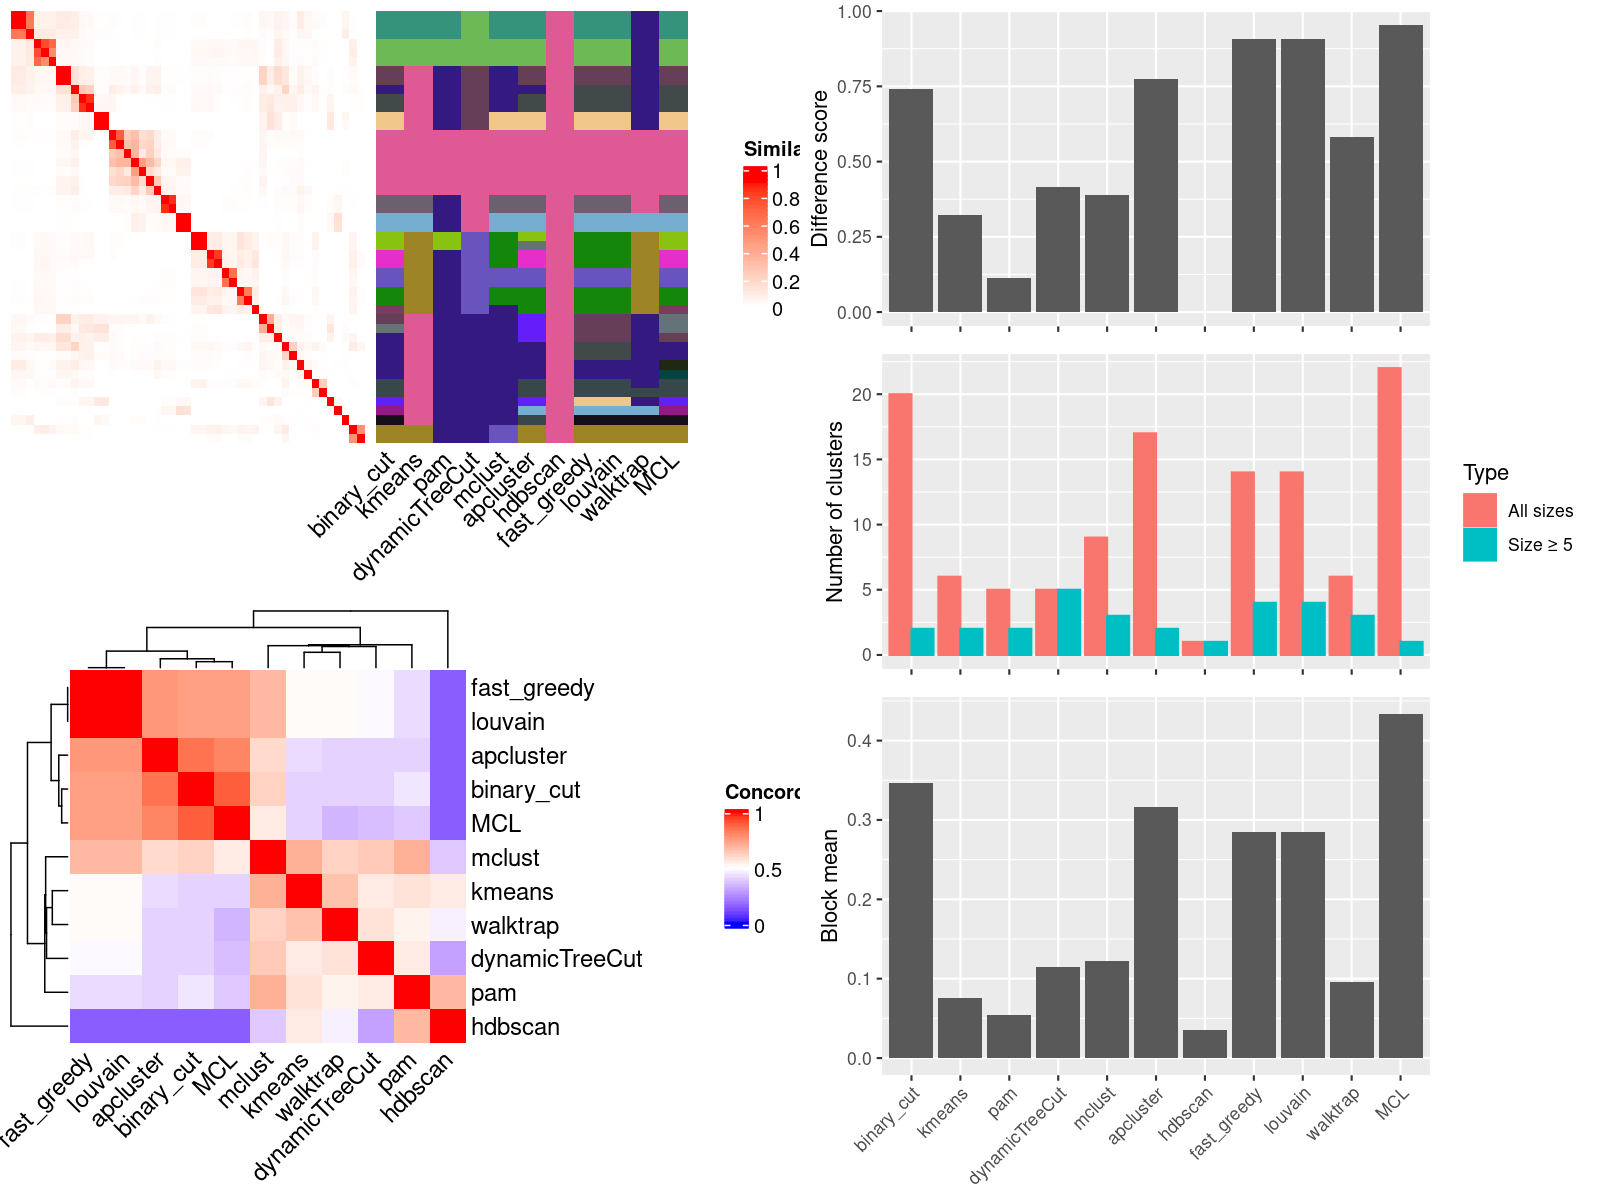 Simila
1
0.8
0.6
0.4
0.2
0
binary_cut
kmeans
pam
dynamicTreeCut
mclust
apcluster
hdbscan
fast_greedy
louvain
walktrap
MCL
fast_greedy
louvain
apcluster
binary_cut
MCL
mclust
kmeans
walktrap
dynamicTreeCut
pam
hdbscan
fast_greedy
louvain
apcluster
binary_cut
MCL
mclust
kmeans
walktrap
dynamicTreeCut
pam
hdbscan
Concord
1
0.5
0
Difference score
1.00
0.75
0.50
0.25
0.00
Number of clusters
20
15
10
5
0
Type
All sizes
Size ≥ 5
Block mean
0.4
0.3
0.2
0.1
0.0
binary_cut
kmeans
pam
dynamicTreeCut
mclust
apcluster
hdbscan
fast_greedy
louvain
walktrap
MCL